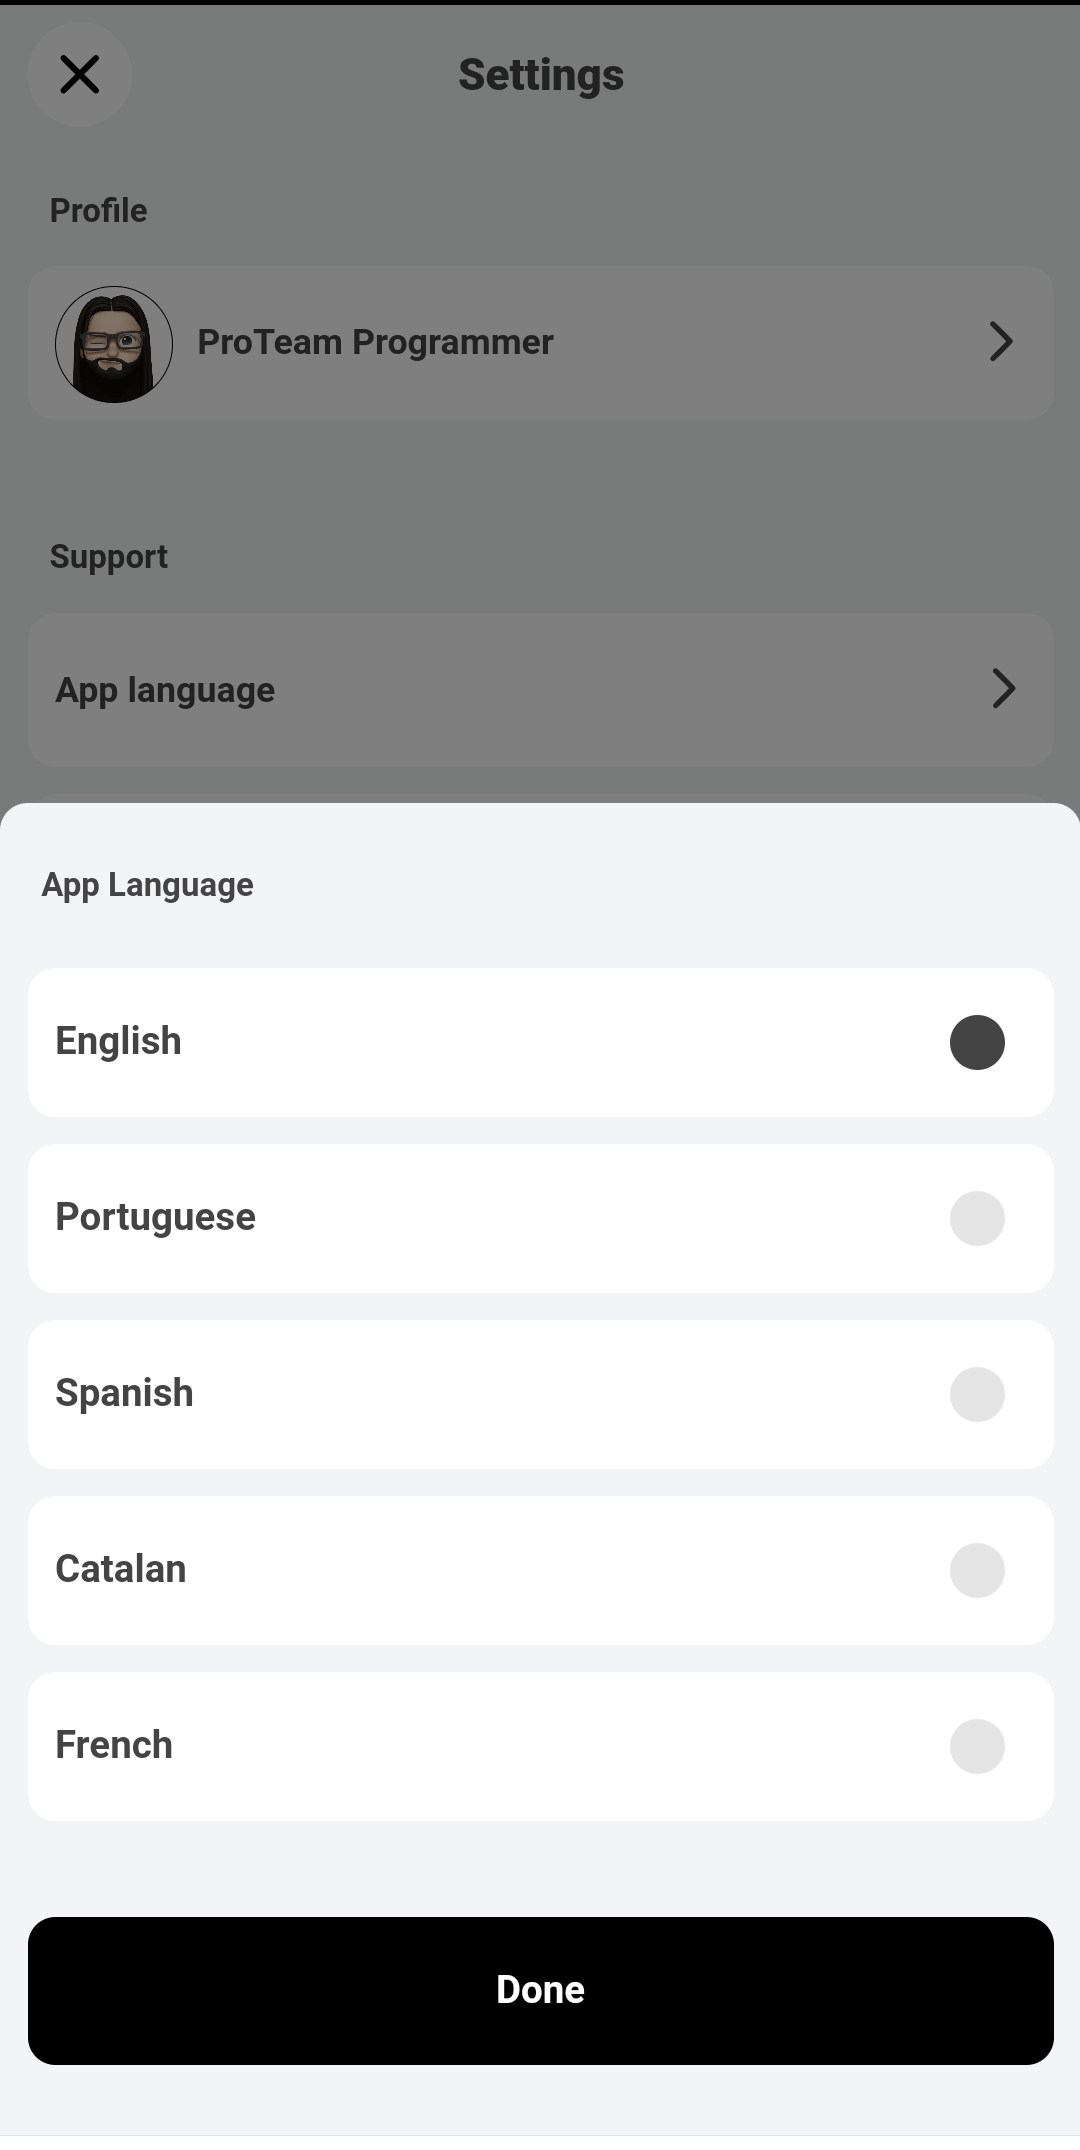 Settings
Profile
ProTeam Programmer
Support
App language
App Language
English
Portuguese
Spanish
Catalan
French
Done